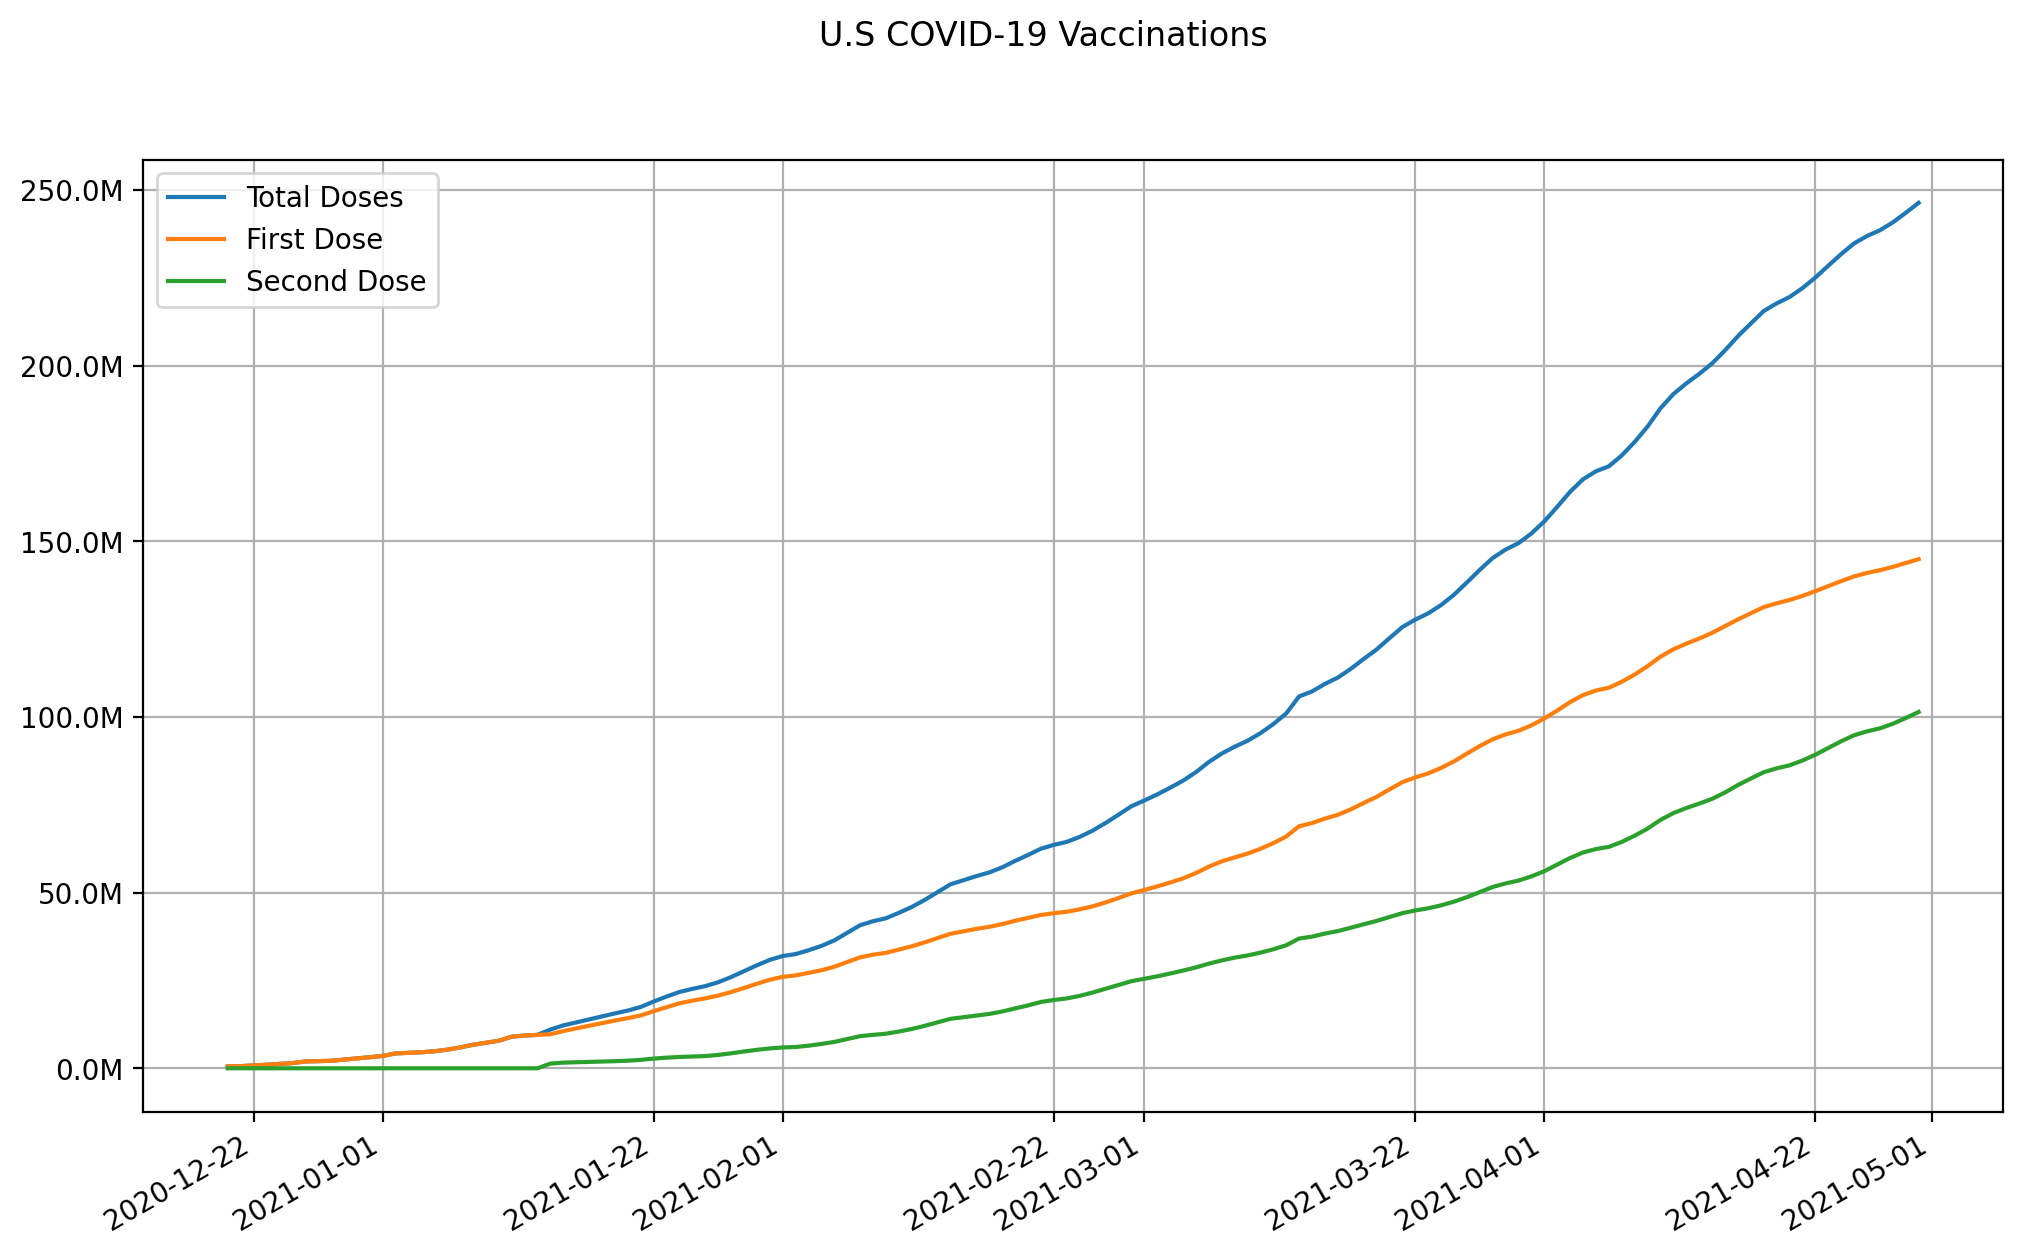 U.S COVID-19 Vaccinations
Total Doses
First Dose
Second Dose
250.0M
200.0M
150.0M
100.0M
50.0M
0.0M
2020-12-22
2021-01-01
2021-01-22
2021-02-01
2021-02-22
2021-03-01
2021-03-22
2021-04-01
2021-04-22
2021-05-01